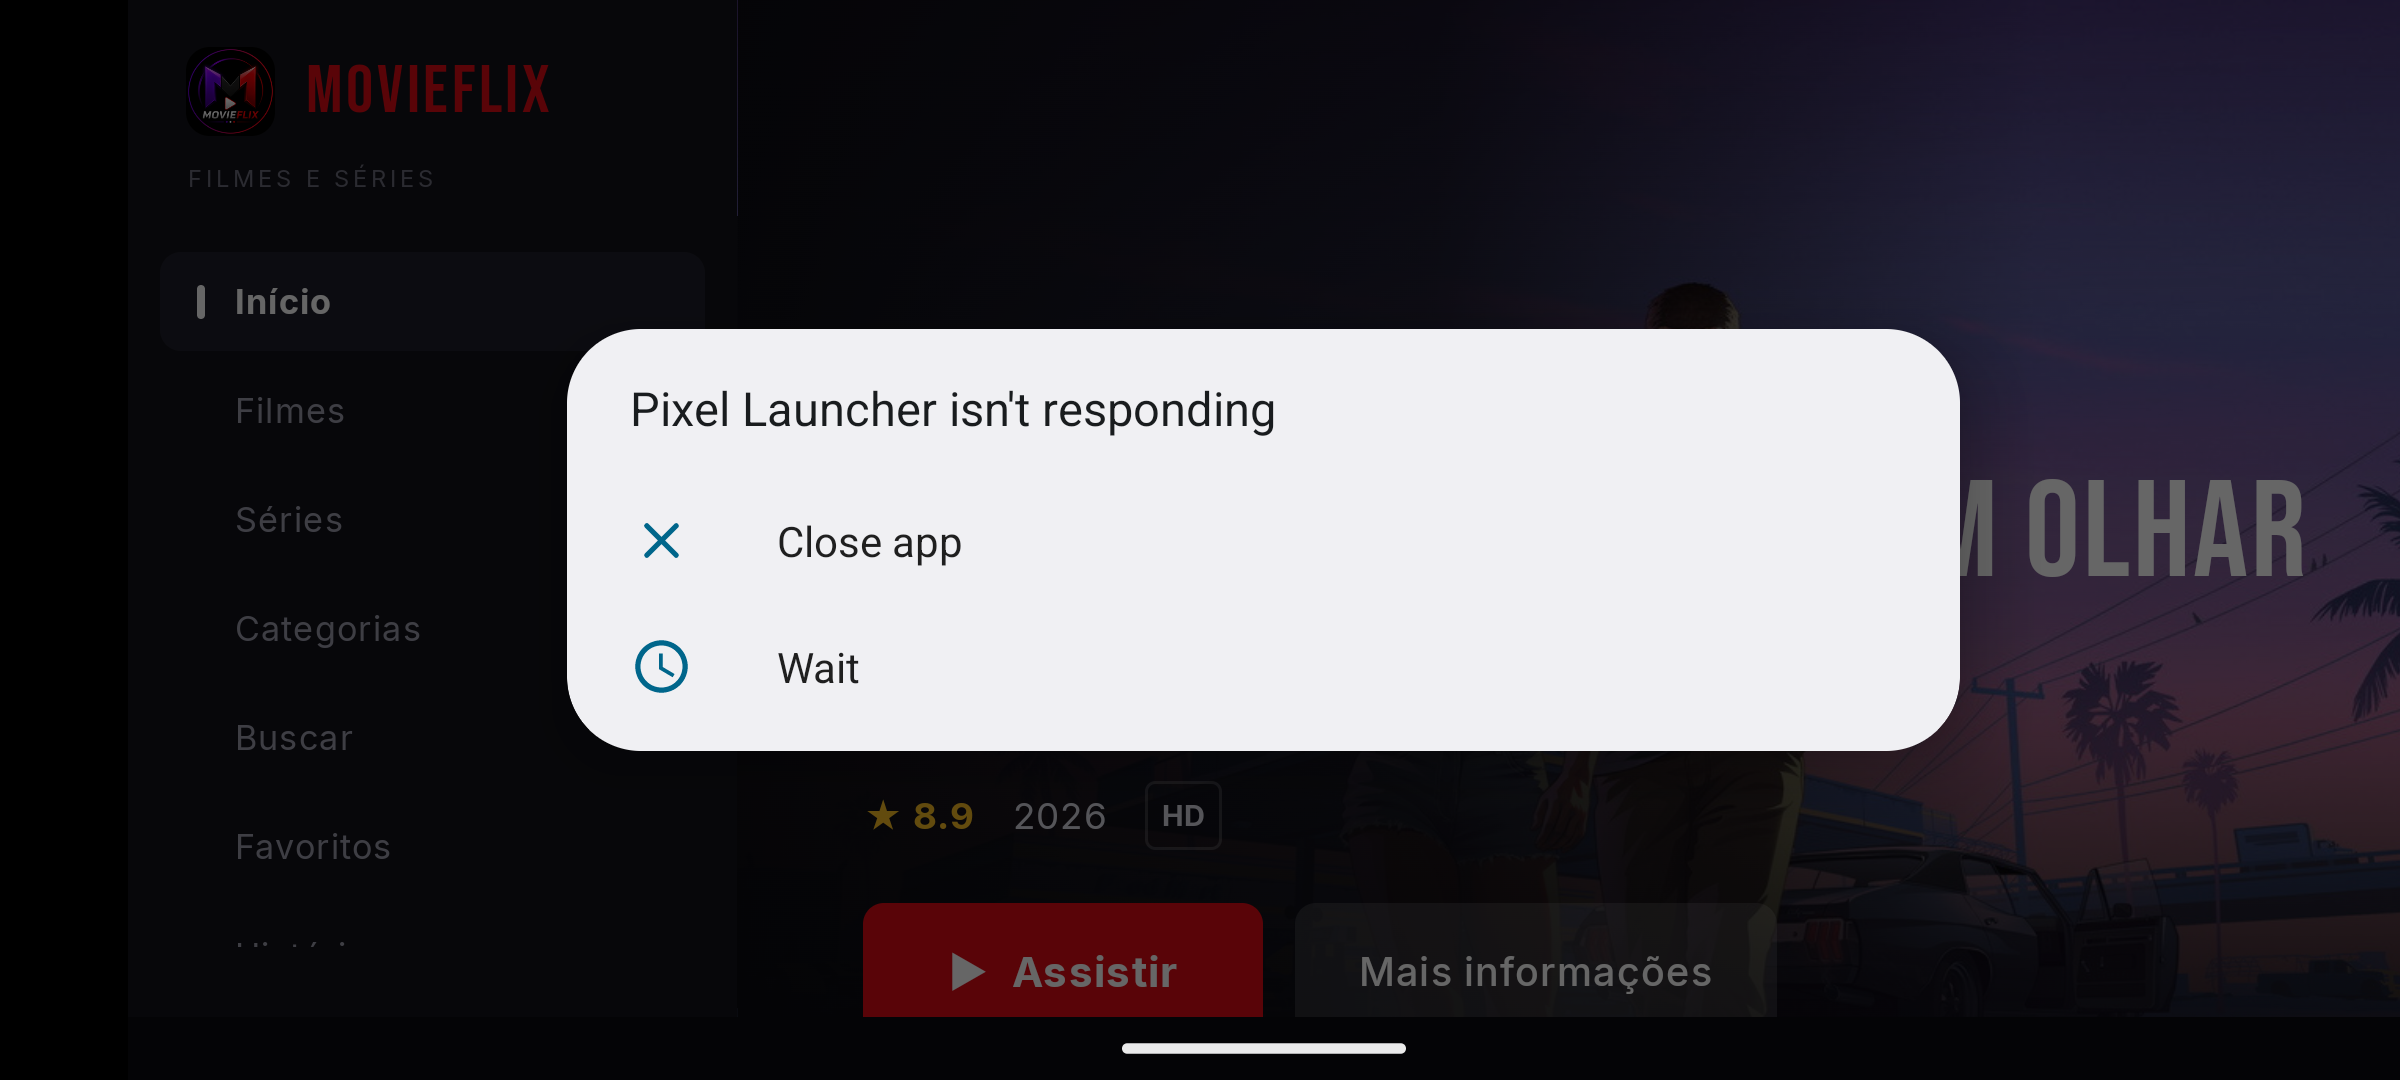 MOVIEFLIX
MOVIEFLIX
FILMES E SÉRIES
Início
Filmes
Séries
Categorias
Buscar
Favoritos
Pixel Launcher isn't responding
Close app
Wait
OLHAR
★ 8.9 2026 HD
Assistir
Mais informações